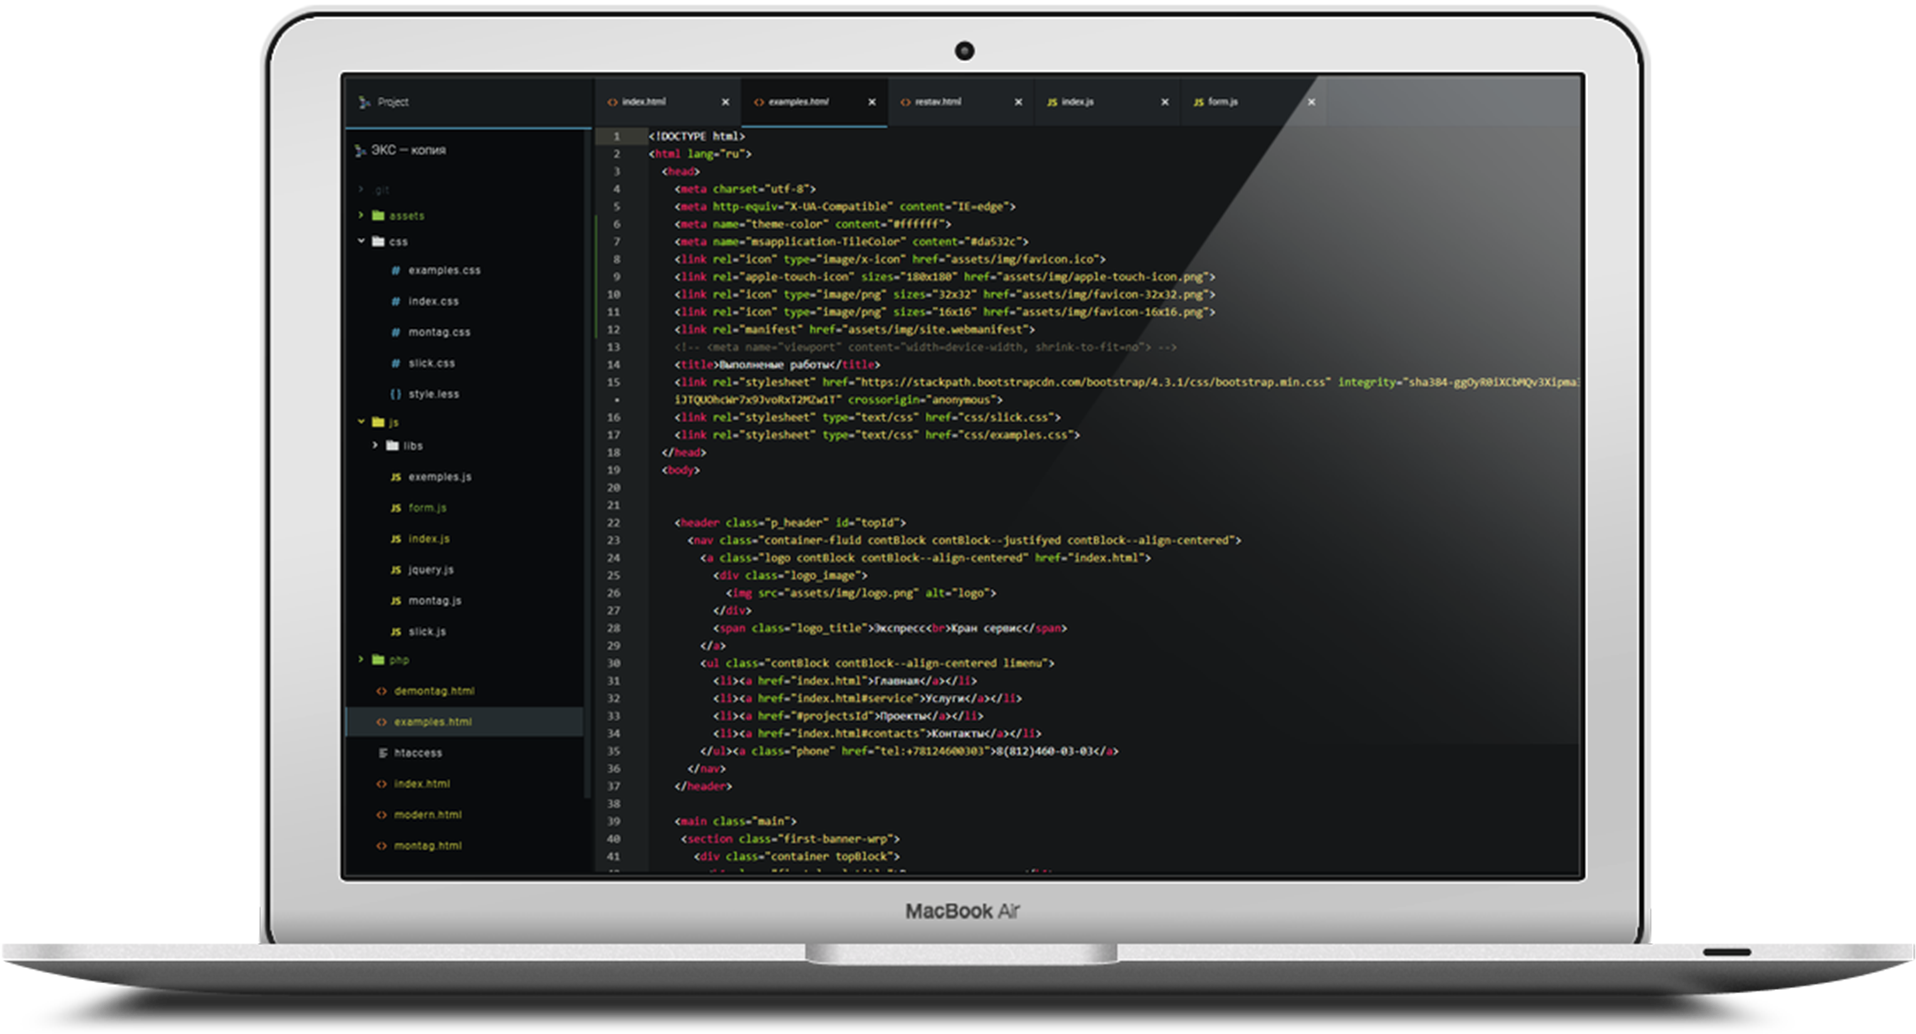 Project
index.html
examples.html
restav.html
JS index.js
JS form.js
ЭКС — копия
.git
assets
css
# examples.css
# index.css
# montag.css
# slick.css
{} style.less
js
libs
JS exemples.js
JS form.js
JS index.js
JS jquery.js
JS montag.js
JS slick.js
php
demontag.html
examples.html
htaccess
index.html
modern.html
montag.html
1 <!DOCTYPE html>
2 <html lang="ru">
3 <head>
4 <meta charset="utf-8">
5 <meta http-equiv="X-UA-Compatible" content="IE=edge">
6 <meta name="theme-color" content="#ffffff">
7 <meta name="msapplication-TileColor" content="#da532c">
8 <link rel="icon" type="image/x-icon" href="assets/img/favicon.ico">
9 <link rel="apple-touch-icon" sizes="180x180" href="assets/img/apple-touch-icon.png">
10 <link rel="icon" type="image/png" sizes="32x32" href="assets/img/favicon-32x32.png">
11 <link rel="icon" type="image/png" sizes="16x16" href="assets/img/favicon-16x16.png">
12 <link rel="manifest" href="assets/img/site.webmanifest">
13 <!-- <meta name="viewport" content="width=device-width, shrink-to-fit=no"> -->
14 <title>Выполненые работы</title>
15 <link rel="stylesheet" href="https://stackpath.bootstrapcdn.com/bootstrap/4.3.1/css/bootstrap.min.css" integrity="sha384-ggOyR0iXCbMQv3Xipma
iJTQUOhcWr7x9JvoRxT2MZw1T" crossorigin="anonymous">
16 <link rel="stylesheet" type="text/css" href="css/slick.css">
17 <link rel="stylesheet" type="text/css" href="css/examples.css">
18 </head>
19 <body>
20
21
22 <header class="p_header" id="topId">
23 <nav class="container-fluid contBlock contBlock--justifyed contBlock--align-centered">
24 <a class="logo contBlock contBlock--align-centered" href="index.html">
25 <div class="logo_image">
26 <img src="assets/img/logo.png" alt="logo">
27 </div>
28 <span class="logo_title">Экспресс<br>Кран сервис</span>
29 </a>
30 <ul class="contBlock contBlock--align-centered limenu">
31 <li><a href="index.html">Главная</a></li>
32 <li><a href="index.html#service">Услуги</a></li>
33 <li><a href="#projectsId">Проекты</a></li>
34 <li><a href="index.html#contacts">Контакты</a></li>
35 </ul><a class="phone" href="tel:+78124600303">8(812)460-03-03</a>
36 </nav>
37 </header>
38
39 <main class="main">
40 <section class="first-banner-wrp">
41 <div class="container topBlock">
MacBook Air